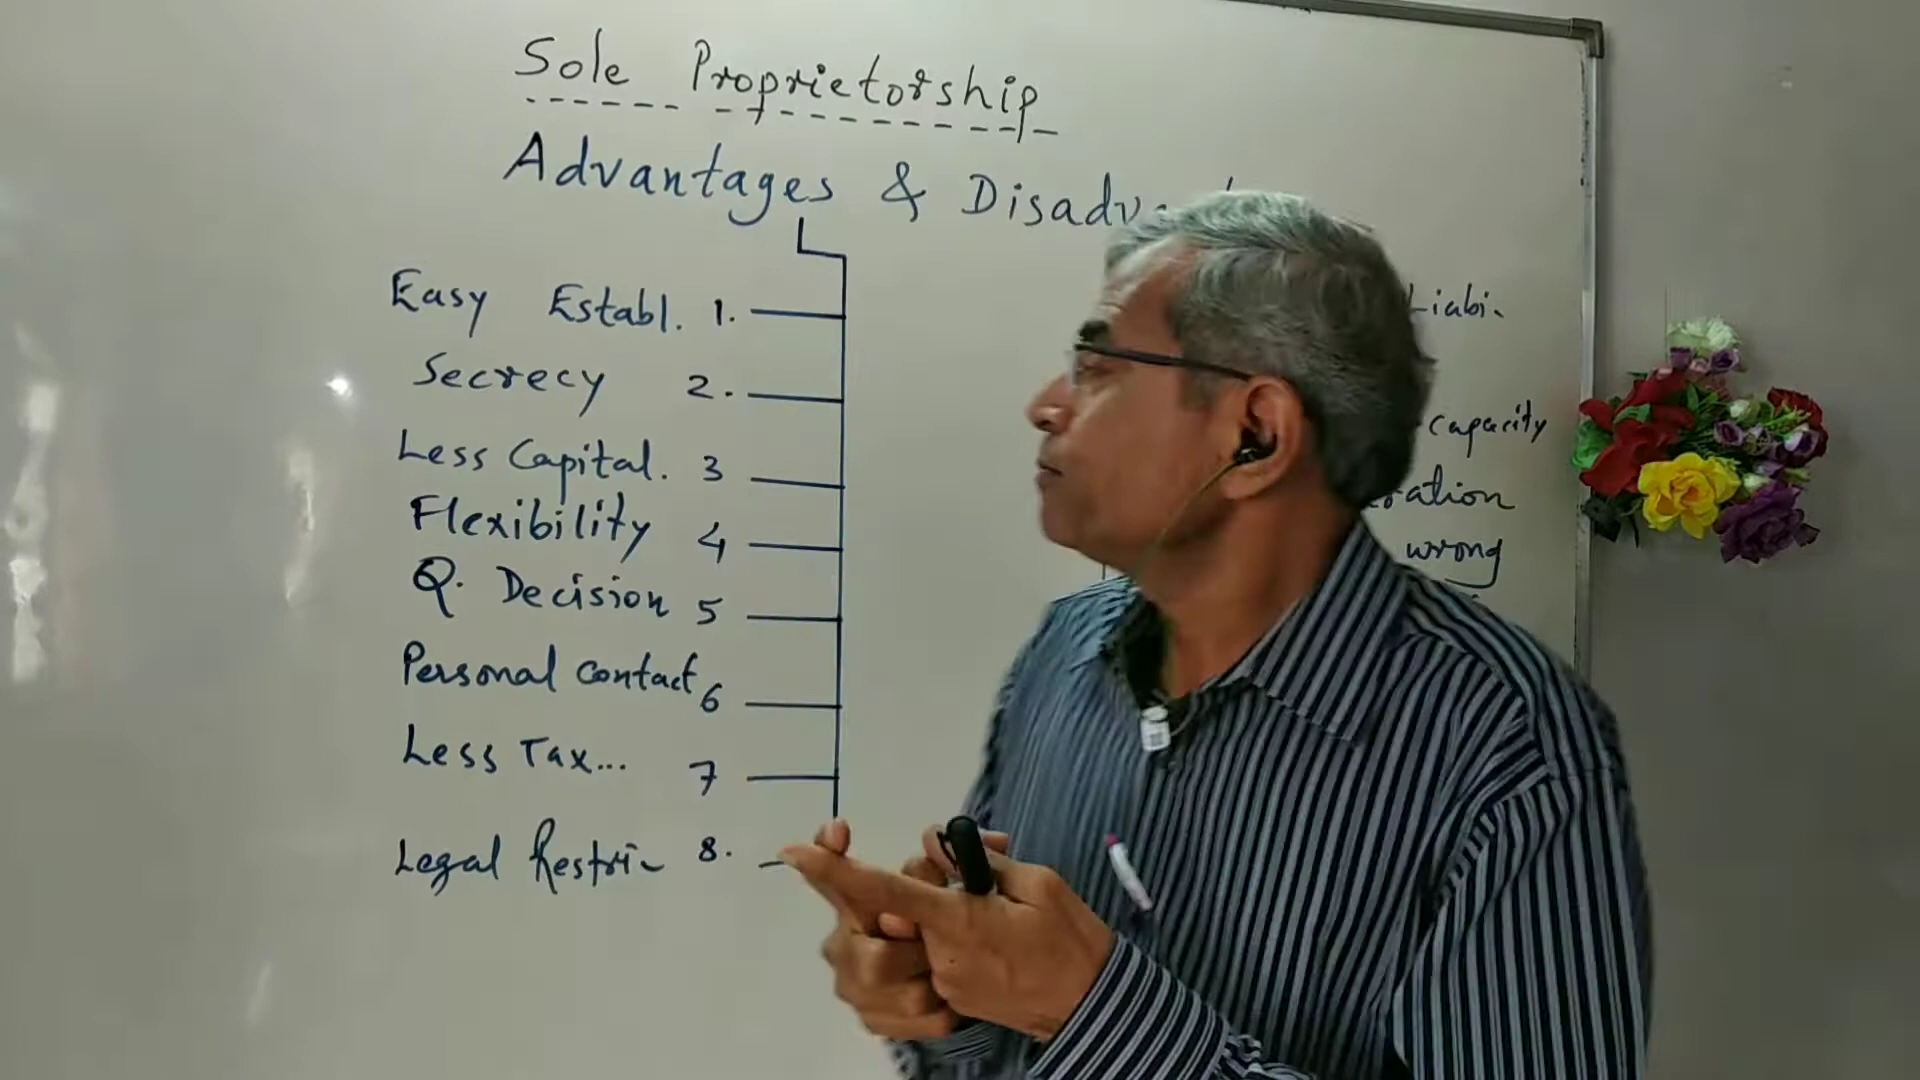 Sole Proprietorship
Advantages & Disadv
Easy Establ. 1.
Secrecy 2.
Less Capital. 3
Flexibility 4
Q. Decision 5
Personal Contact 6
Less Tax... 7
Legal Restri 8.
Liabi.
capacity
ration
wrong